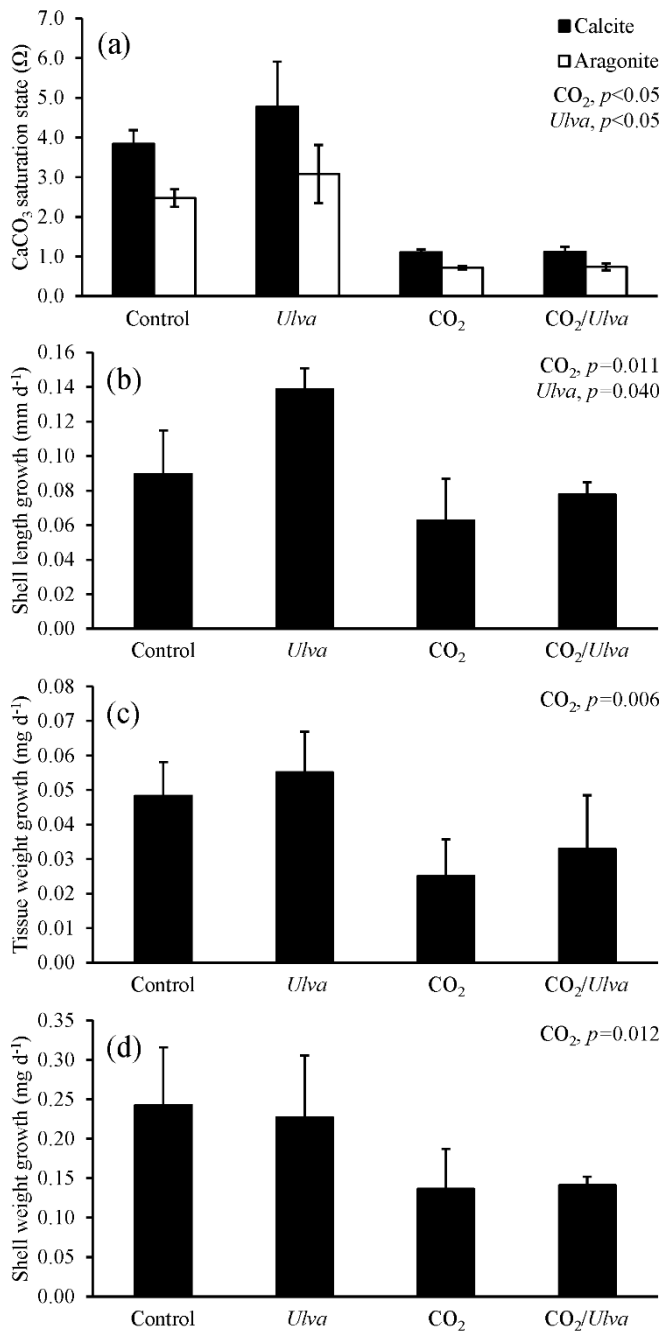 (a)
Calcite
Aragonite
CO₂, p<0.05
Ulva, p<0.05
CaCO₃ saturation state (Ω)
7.0
6.0
5.0
4.0
3.0
2.0
1.0
0.0
Control Ulva CO₂ CO₂/Ulva
(b)
CO₂, p=0.011
Ulva, p=0.040
Shell length growth (mm d⁻¹)
0.16
0.14
0.12
0.10
0.08
0.06
0.04
0.02
0.00
Control Ulva CO₂ CO₂/Ulva
(c)
CO₂, p=0.006
Tissue weight growth (mg d⁻¹)
0.08
0.07
0.06
0.05
0.04
0.03
0.02
0.01
0.00
Control Ulva CO₂ CO₂/Ulva
(d)
CO₂, p=0.012
Shell weight growth (mg d⁻¹)
0.35
0.30
0.25
0.20
0.15
0.10
0.05
0.00
Control Ulva CO₂ CO₂/Ulva